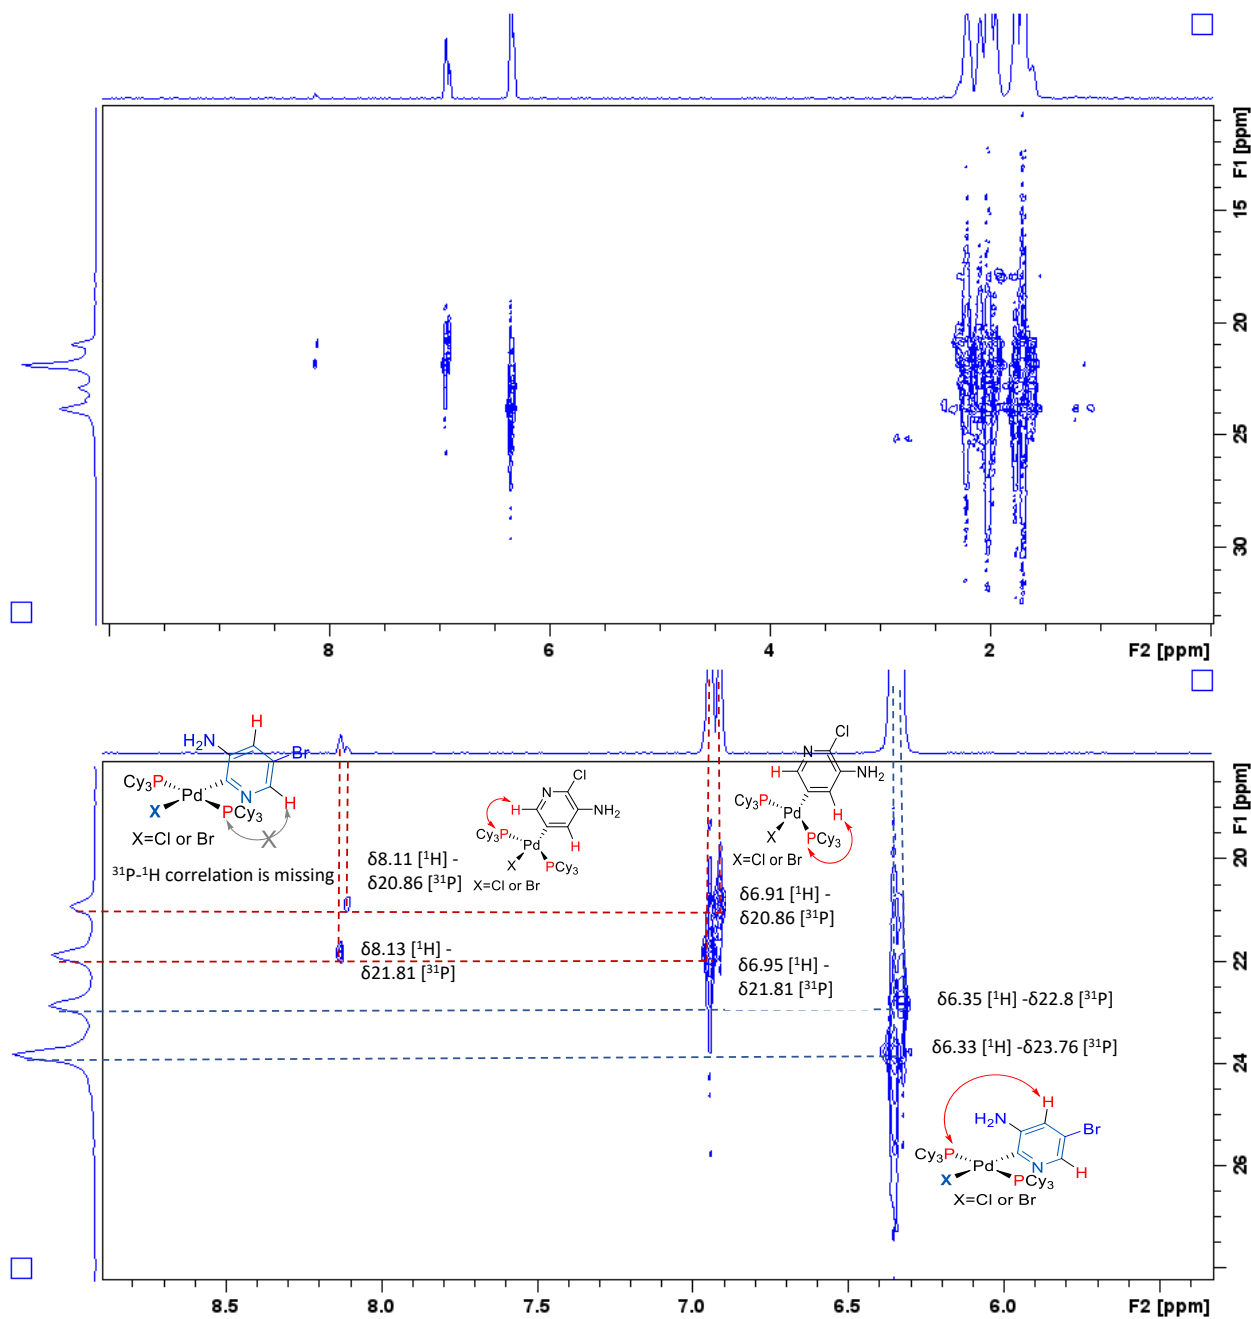 F1 [ppm]
15
20
25
30
8
6
4
2
F2 [ppm]
H
H₂N
Br
Cy₃P
Pd
N
H
X
PCy₃
X
X=Cl or Br
³¹P-¹H correlation is missing
Cl
N
H
NH₂
Cy₃P
Pd
H
X
PCy₃
X=Cl or Br
Cl
N
H
NH₂
Cy₃P
H
Pd
X
PCy₃
X=Cl or Br
δ8.11 [¹H] -
δ20.86 [³¹P]
δ8.13 [¹H] -
δ21.81 [³¹P]
δ6.91 [¹H] -
δ20.86 [³¹P]
δ6.95 [¹H] -
δ21.81 [³¹P]
δ6.35 [¹H] -δ22.8 [³¹P]
δ6.33 [¹H] -δ23.76 [³¹P]
H
H₂N
Br
Cy₃P
Pd
N
H
X
PCy₃
X=Cl or Br
F1 [ppm]
20
22
24
26
8.5
8.0
7.5
7.0
6.5
6.0
F2 [ppm]